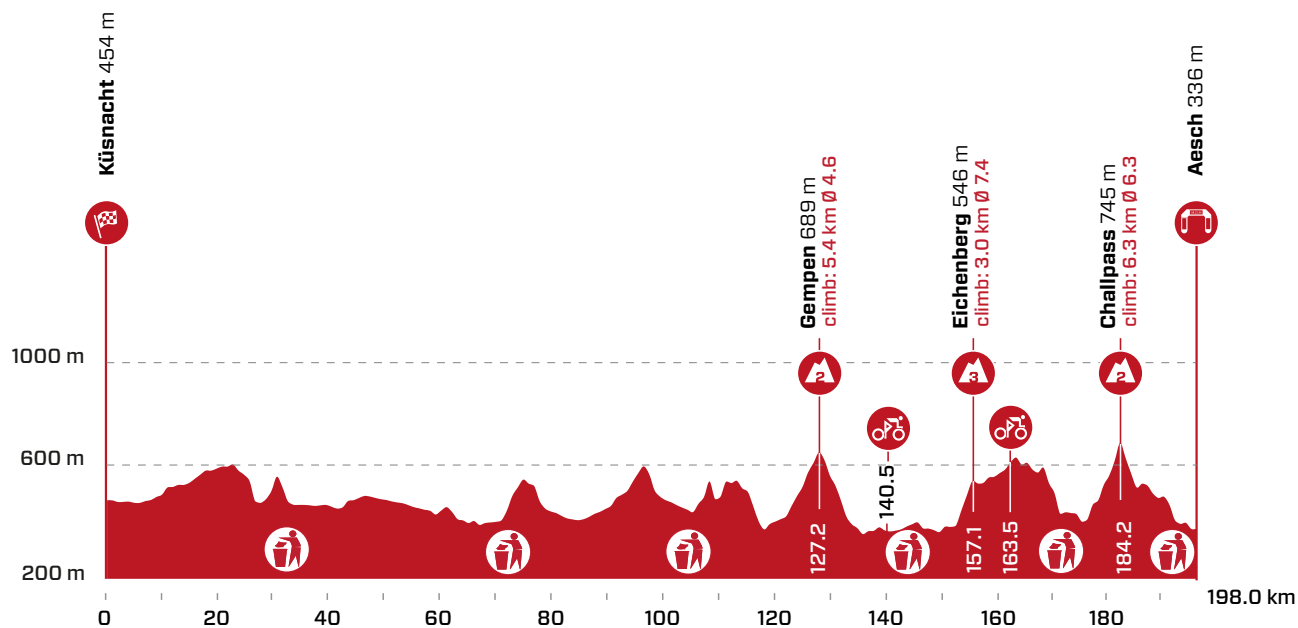 Küsnacht 454 m
Gempen 689 m
climb: 5.4 km Ø 4.6
Eichenberg 546 m
climb: 3.0 km Ø 7.4
Challpass 745 m
climb: 6.3 km Ø 6.3
Aesch 336 m
1000 m
2
3
2
600 m
140.5
127.2
157.1
163.5
184.2
200 m
198.0 km
0 20 40 60 80 100 120 140 160 180